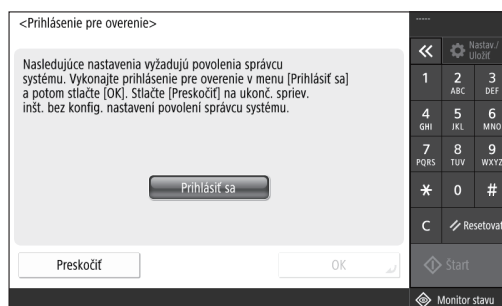 <Prihlásenie pre overenie>
Nasledujúce nastavenia vyžadujú povolenia správcu
systému. Vykonajte prihlásenie pre overenie v menu [Prihlásiť sa]
a potom stlačte [OK]. Stlačte [Preskočiť] na ukonč. spriev.
inšt. bez konfig. nastavení povolení správcu systému.
Prihlásiť sa
Preskočiť
OK
-----
Nastav./
Uložiť
1 2 3
ABC DEF
4 5 6
GHI JKL MNO
7 8 9
PQRS TUV WXYZ
* 0 #
C Resetovať
Štart
Monitor stavu